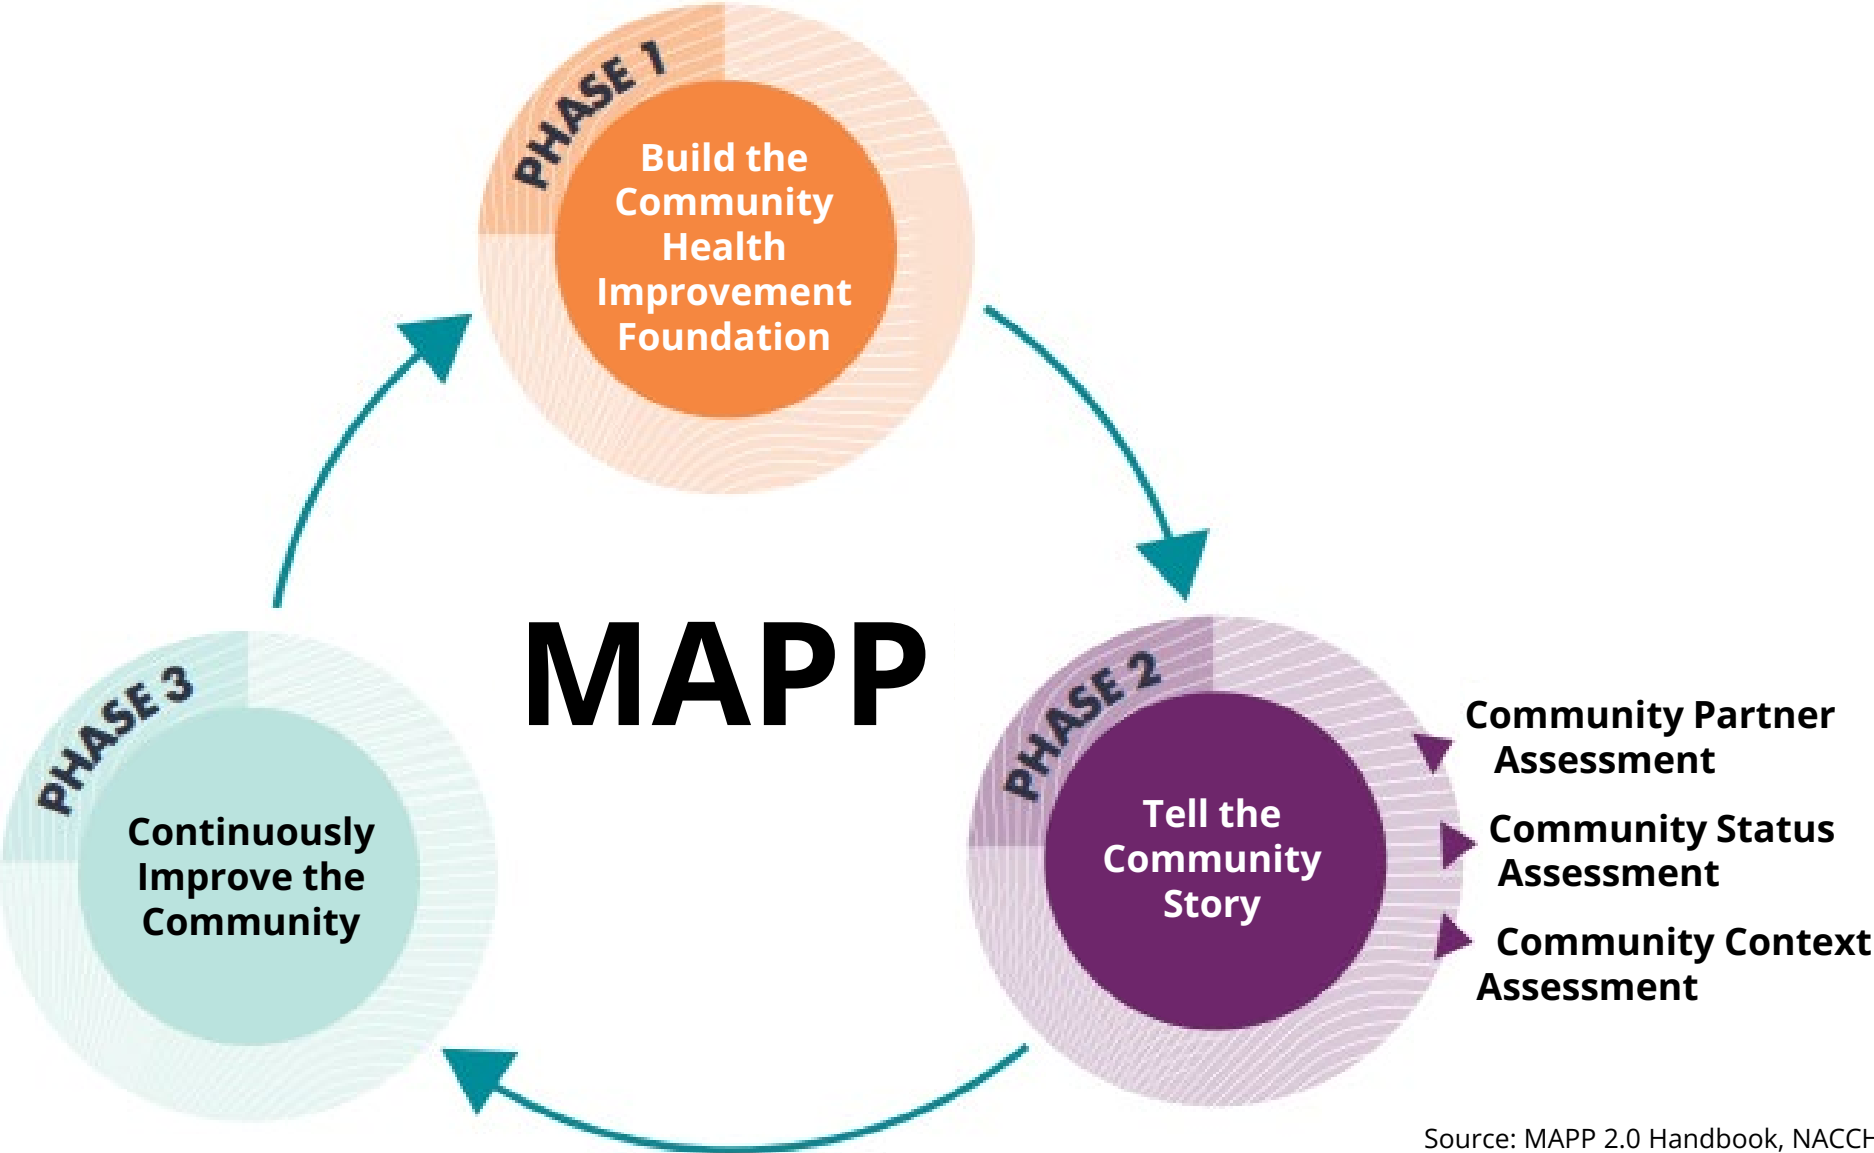 PHASE 1
Build the
Community
Health
Improvement
Foundation
MAPP
PHASE 2
Tell the
Community
Story
Community Partner
Assessment
Community Status
Assessment
Community Context
Assessment
PHASE 3
Continuously
Improve the
Community
Source: MAPP 2.0 Handbook,